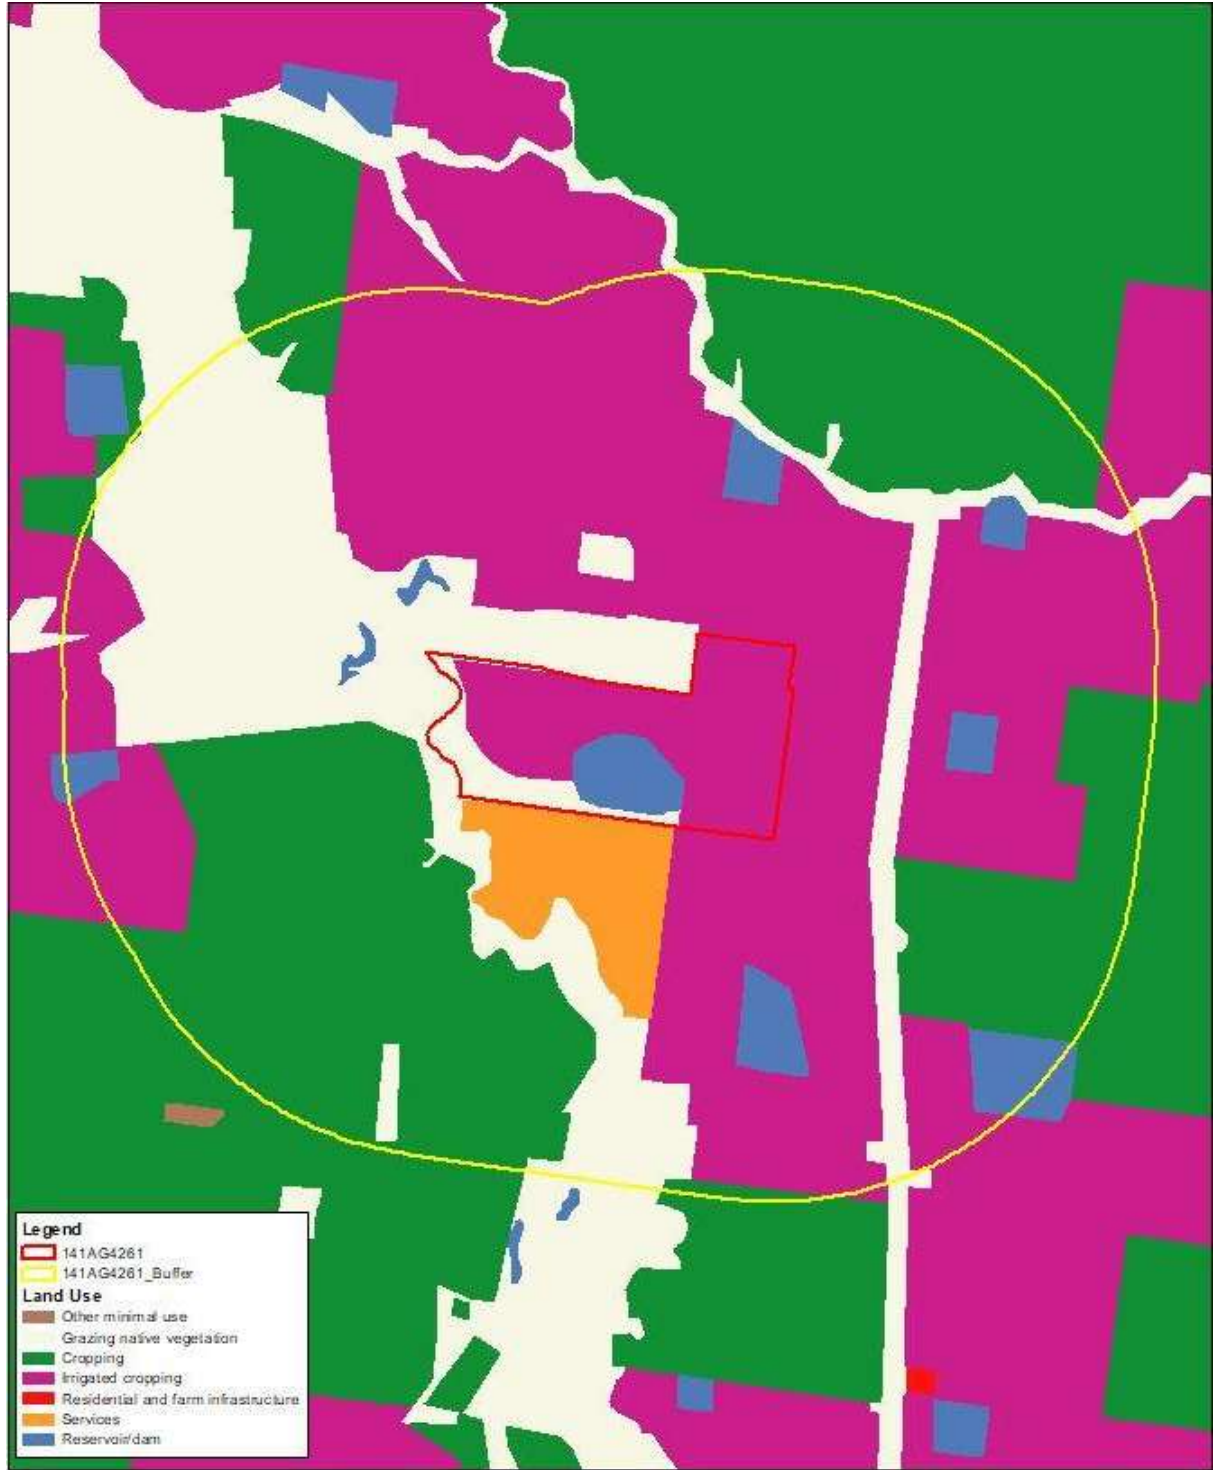 Legend
141AG4261
141AG4261_Buffer
Land Use
Other minimal use
Grazing native vegetation
Cropping
Irrigated cropping
Residential and farm infrastructure
Services
Reservoir/dam